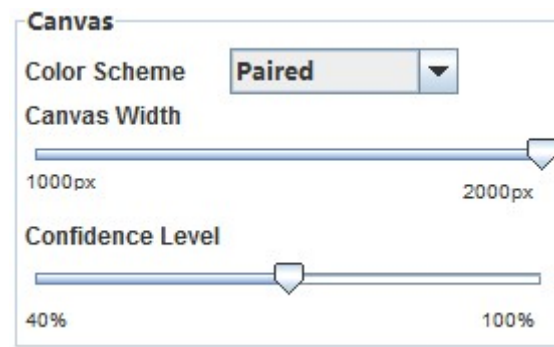 Canvas
Color Scheme Paired
Canvas Width
1000px 2000px
Confidence Level
40% 100%